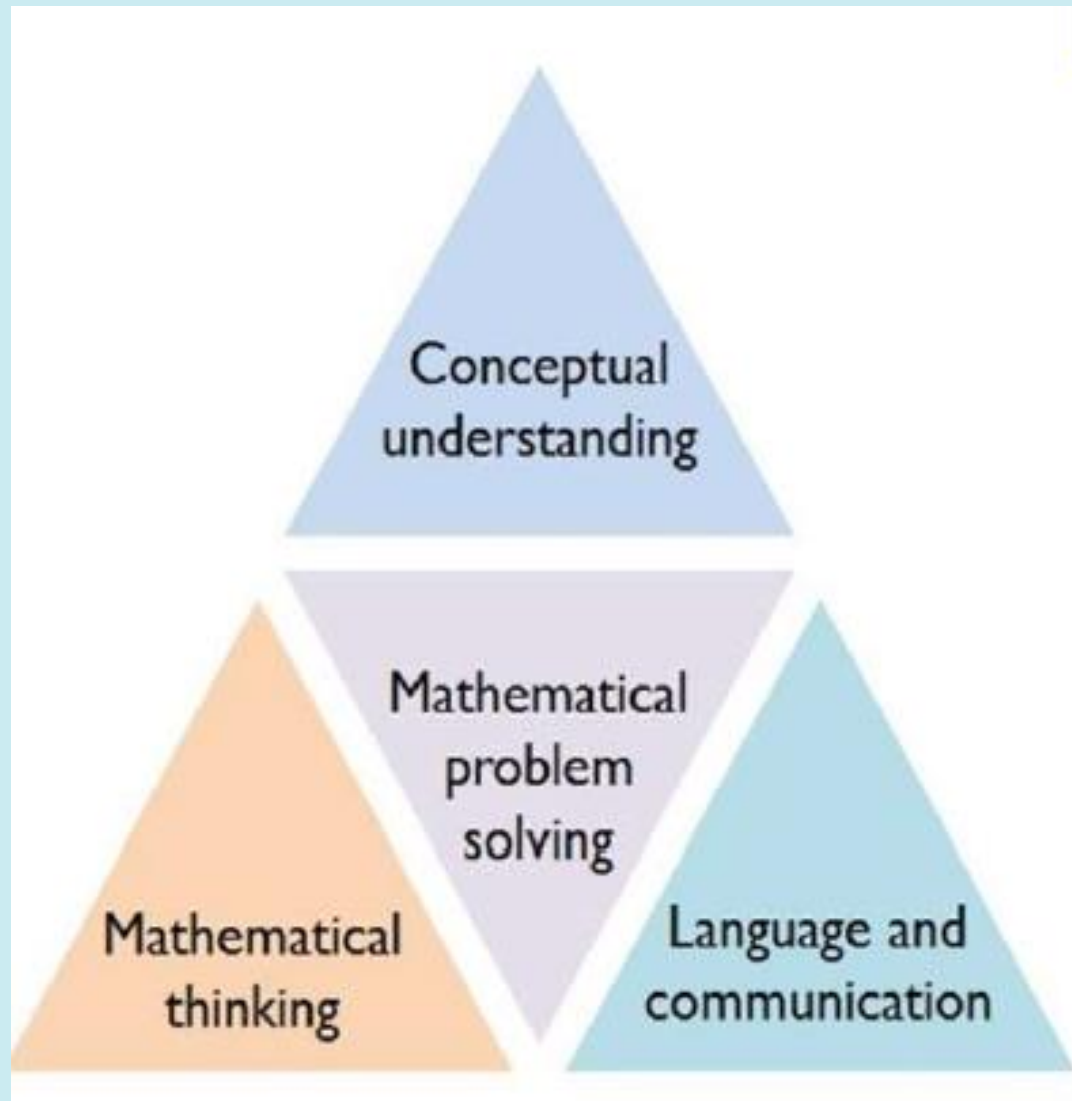 Conceptual
understanding
Mathematical
problem
solving
Mathematical
thinking
Language and
communication